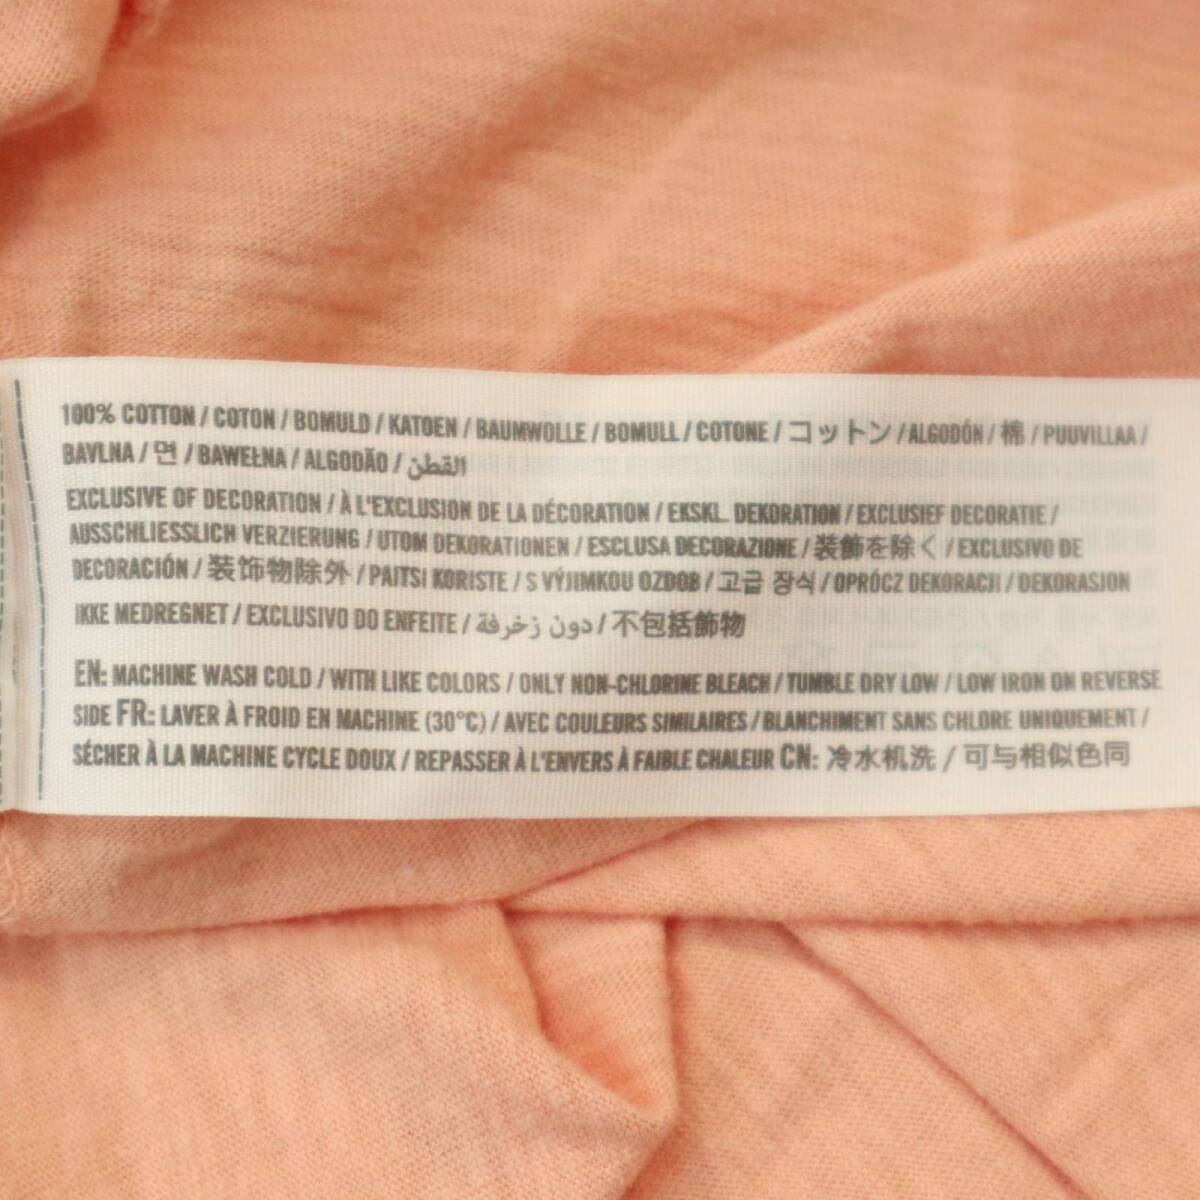 100% COTTON / COTON / BOMULD / KATOEN / BAUMWOLLE / BOMULL / COTONE / コットン / ALGODÓN / 棉 / PUUVILLAA /
BAVLNA / 면 / BAWEŁNA / ALGODÃO / القطن
EXCLUSIVE OF DECORATION / À L'EXCLUSION DE LA DÉCORATION / EKSKL. DEKORATION / EXCLUSIEF DECORATIE /
AUSSCHLIESSLICH VERZIERUNG / UTOM DEKORATIONEN / ESCLUSA DECORAZIONE / 装飾を除く / EXCLUSIVO DE
DECORACIÓN / 装饰物除外 / PAITSI KORISTE / S VÝJIMKOU OZDOB / 고급 장식 / OPRÓCZ DEKORACJI / DEKORASJON
IKKE MEDREGNET / EXCLUSIVO DO ENFEITE / دون زخرفة / 不包括飾物
EN: MACHINE WASH COLD / WITH LIKE COLORS / ONLY NON-CHLORINE BLEACH / TUMBLE DRY LOW / LOW IRON ON REVERSE
SIDE FR: LAVER À FROID EN MACHINE (30°C) / AVEC COULEURS SIMILAIRES / BLANCHIMENT SANS CHLORE UNIQUEMENT /
SÉCHER À LA MACHINE CYCLE DOUX / REPASSER À L'ENVERS À FAIBLE CHALEUR CN: 冷水机洗 / 可与相似色同